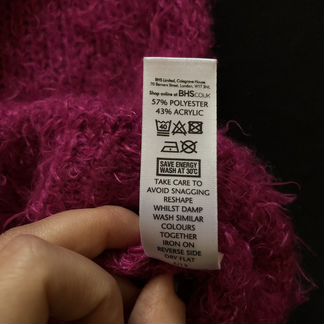 BHS Limited, Colegrave House
70 Berners Street, London, W1T 3NL
Shop online at BHS.CO.UK
57% POLYESTER
43% ACRYLIC
40
SAVE ENERGY
WASH AT 30°C
TAKE CARE TO
AVOID SNAGGING
RESHAPE
WHILST DAMP
WASH SIMILAR
COLOURS
TOGETHER
IRON ON
REVERSE SIDE
DRY FLAT